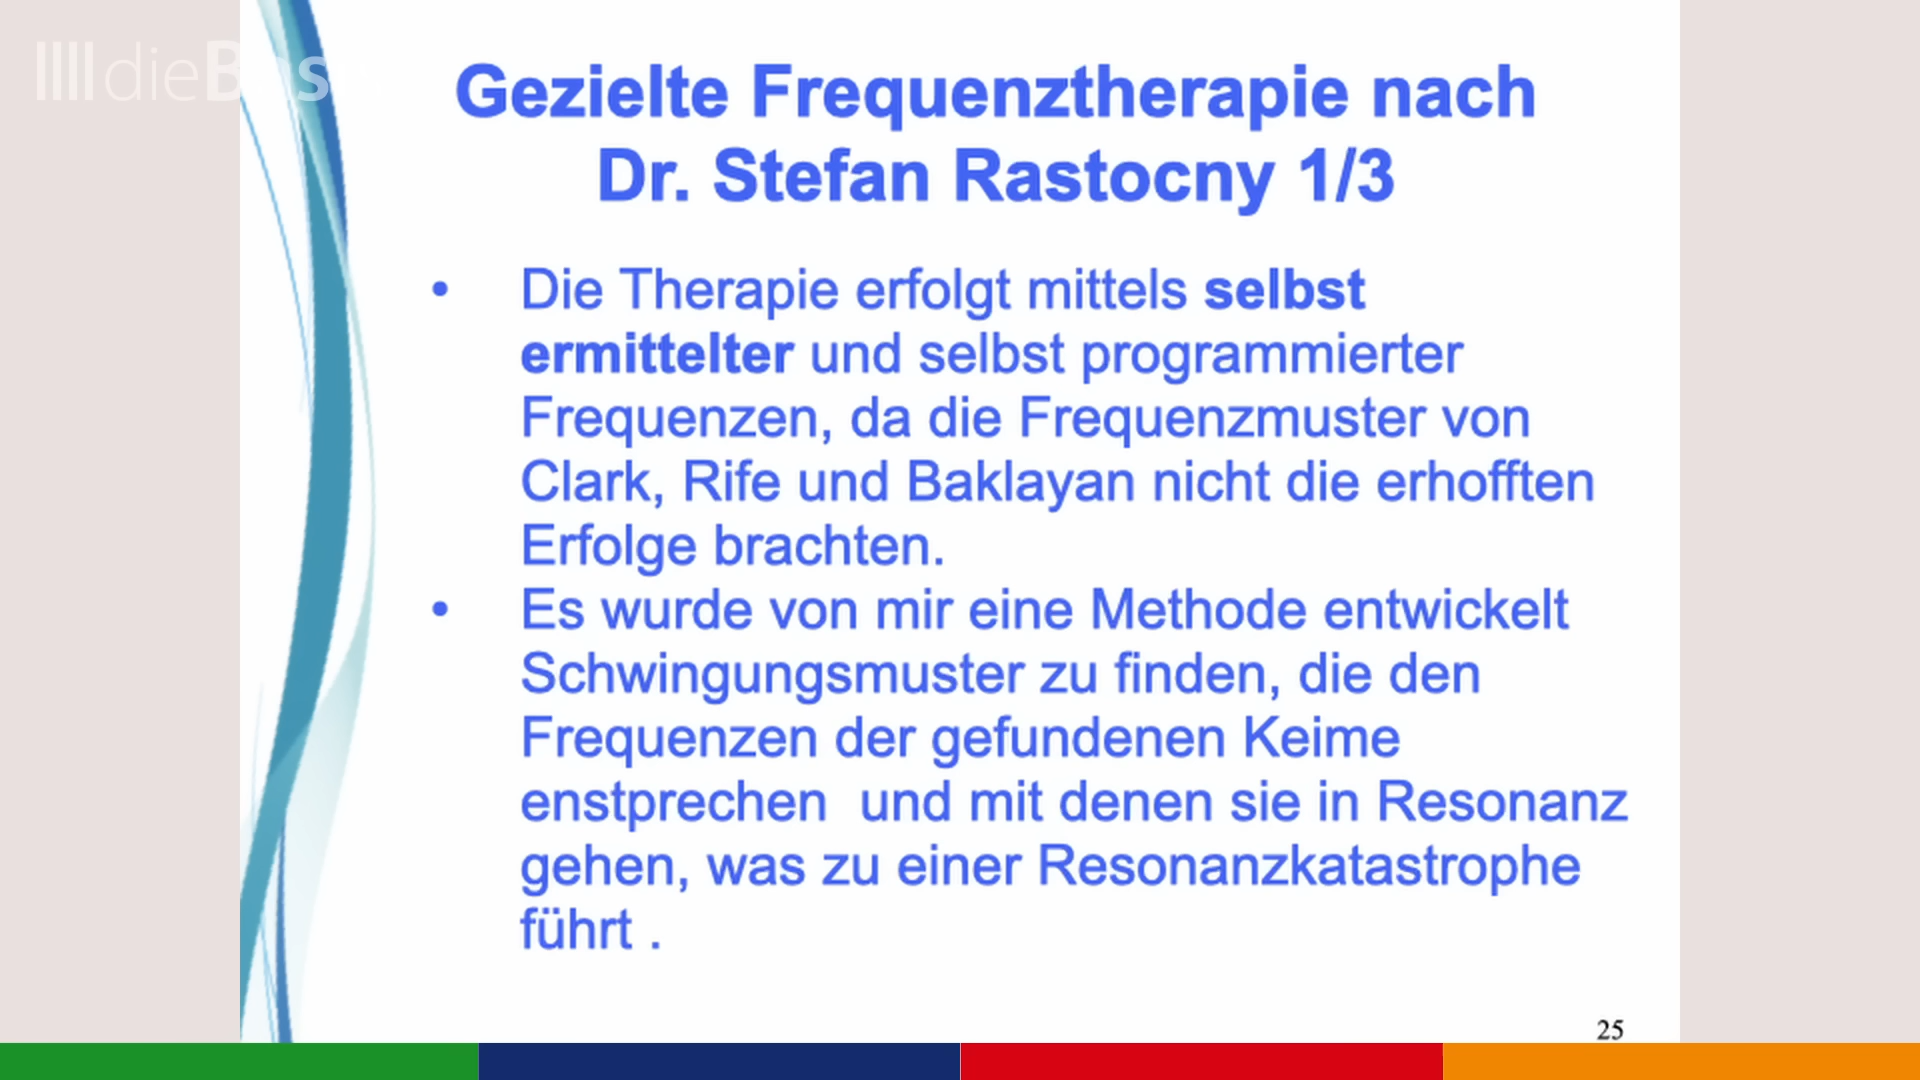 dieBas
Gezielte Frequenztherapie nach
Dr. Stefan Rastocny 1/3
• Die Therapie erfolgt mittels selbst
ermittelter und selbst programmierter
Frequenzen, da die Frequenzmuster von
Clark, Rife und Baklayan nicht die erhofften
Erfolge brachten.
• Es wurde von mir eine Methode entwickelt
Schwingungsmuster zu finden, die den
Frequenzen der gefundenen Keime
enstprechen  und mit denen sie in Resonanz
gehen, was zu einer Resonanzkatastrophe
führt .
25